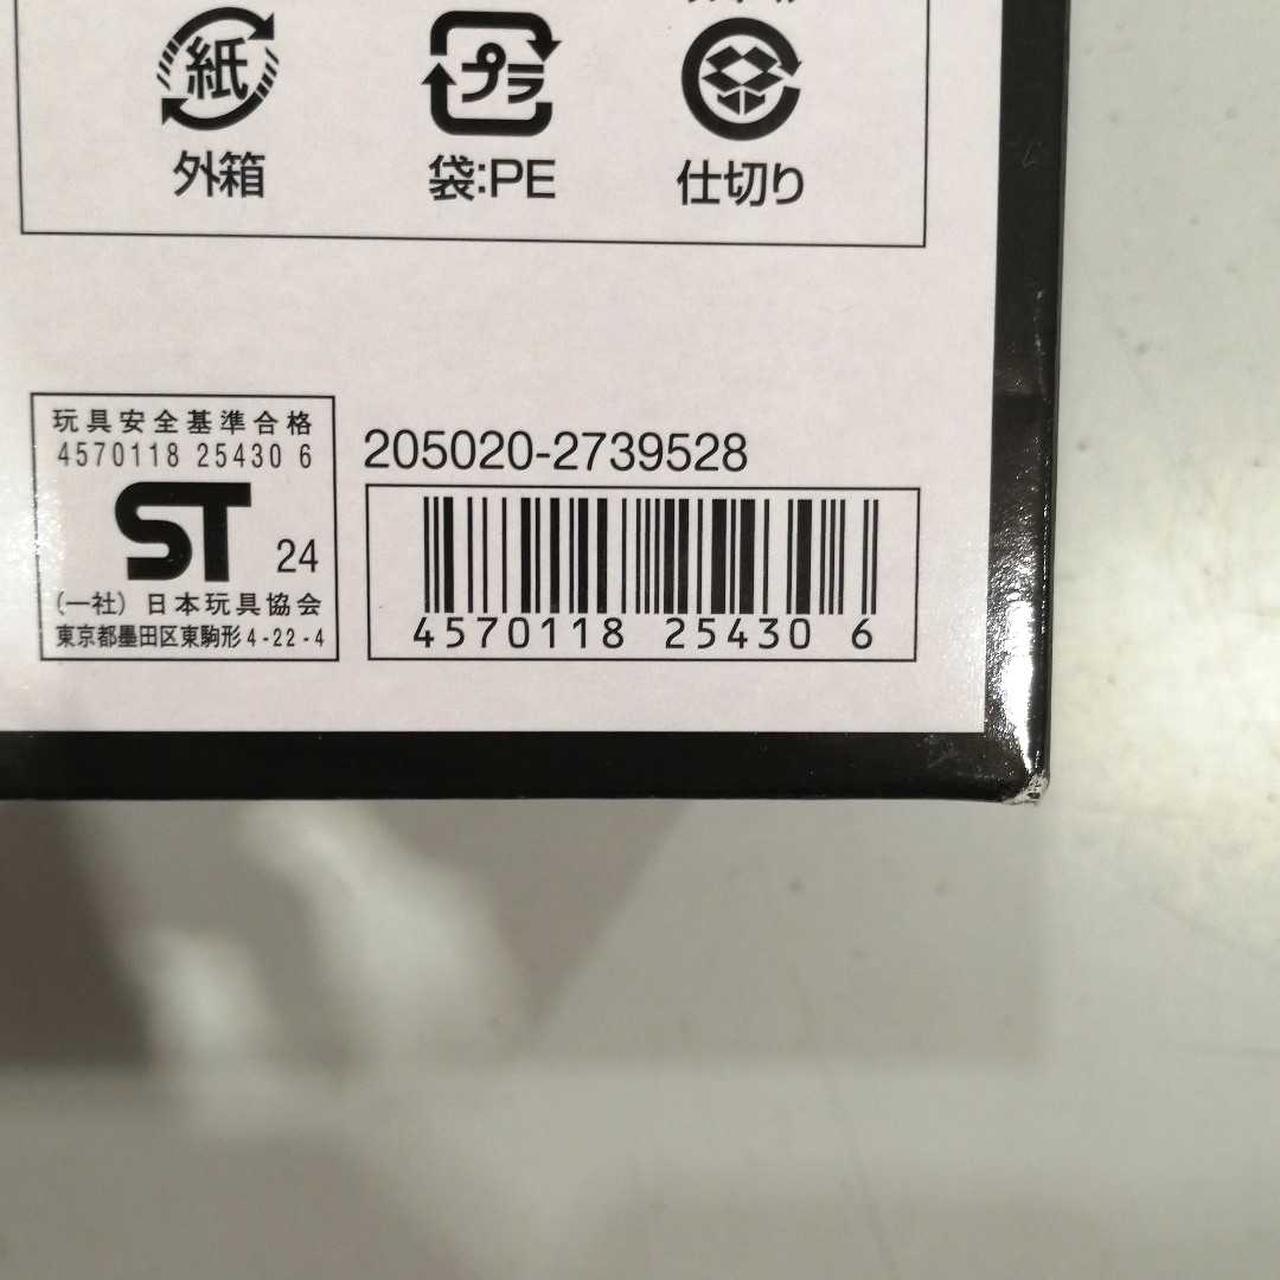 紙
プラ
外箱
袋:PE
仕切り
玩具安全基準合格
4570118 25430 6
ST 24
(一社)日本玩具協会
東京都墨田区東駒形4-22-4
205020-2739528
4570118 25430 6